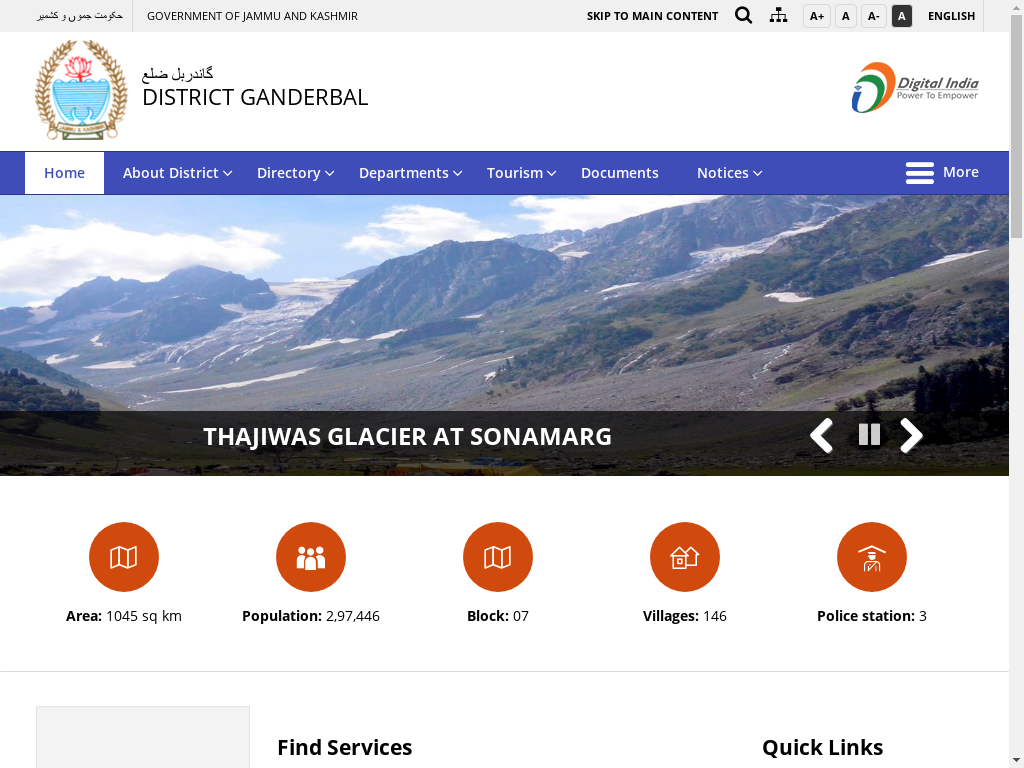 حکومت جموں و کشمیر
GOVERNMENT OF JAMMU AND KASHMIR
SKIP TO MAIN CONTENT
A+
A
A-
A
ENGLISH
گاندربل ضلع
DISTRICT GANDERBAL
JAMMU & KASHMIR
Digital India
Power To Empower
Home
About District
Directory
Departments
Tourism
Documents
Notices
More
THAJIWAS GLACIER AT SONAMARG
Area: 1045 sq km
Population: 2,97,446
Block: 07
Villages: 146
Police station: 3
Find Services
Quick Links